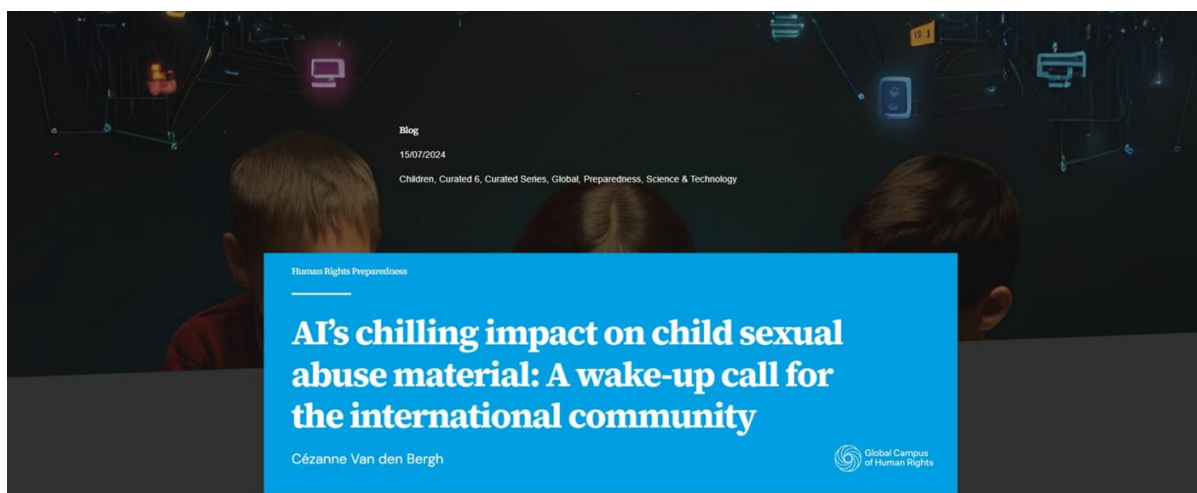 Blog
15/07/2024
Children, Curated 6, Curated Series, Global, Preparedness, Science & Technology
Human Rights Preparedness
AI’s chilling impact on child sexual
abuse material: A wake-up call for
the international community
Cézanne Van den Bergh
Global Campus
of Human Rights